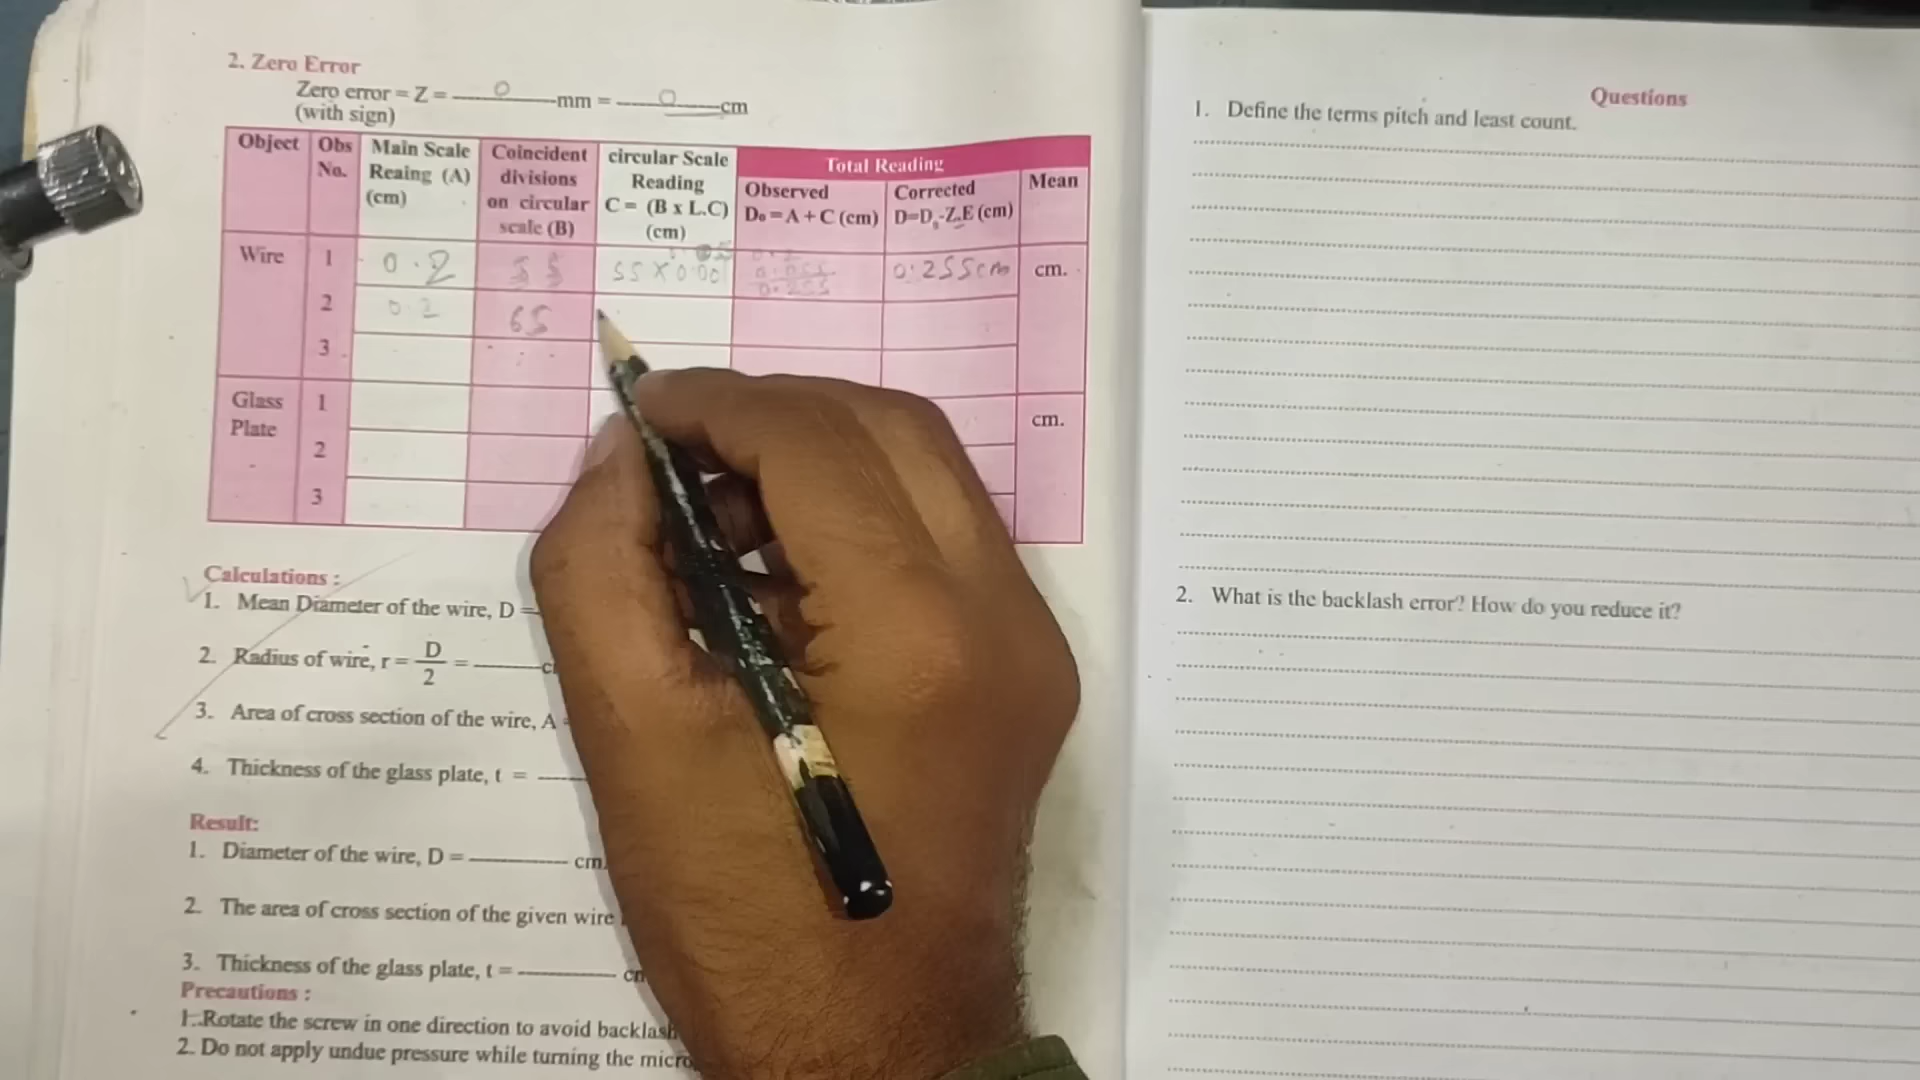 2. Zero Error
Zero error = Z = 0 mm = 0 cm
(with sign)
Object Obs No. Main Scale Reaing (A) (cm) Coincident divisions on circular scale (B) circular Scale Reading C = (B x L.C) (cm) Total Reading Observed D₀ = A + C (cm) Corrected D=D₀-Z.E (cm) Mean
Wire 1 0.2 55 55 × 0.001 0.2 0.055 0.255 0.255cm cm.
2 0.2 65
3
Glass Plate 1 cm.
2
3
Calculations :
1. Mean Diameter of the wire, D =
2. Radius of wire, r = D/2 =
3. Area of cross section of the wire, A
4. Thickness of the glass plate, t =
Result:
1. Diameter of the wire, D = cm.
2. The area of cross section of the given wire
3. Thickness of the glass plate, t =
Precautions :
1. Rotate the screw in one direction to avoid backlash
2. Do not apply undue pressure while turning the micro
Questions
1. Define the terms pitch and least count.
2. What is the backlash error? How do you reduce it?